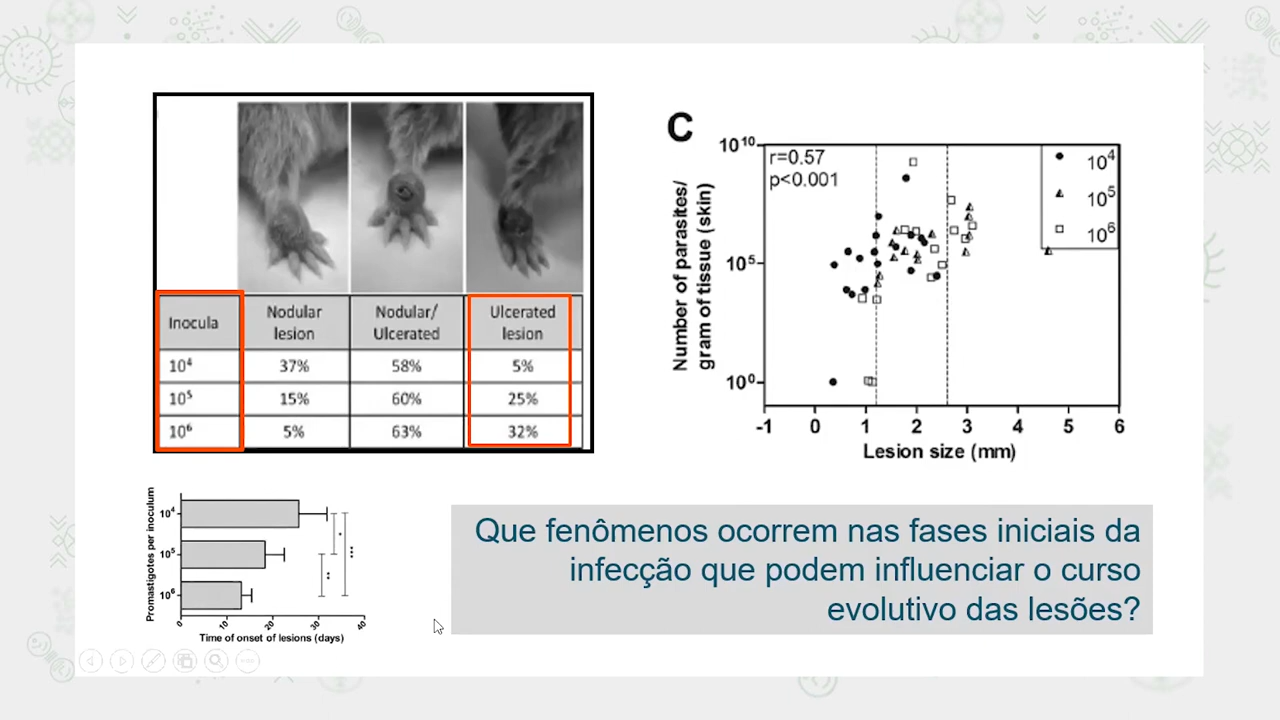 Inocula
Nodular lesion
Nodular/ Ulcerated
Ulcerated lesion
10⁴ 37% 58% 5%
10⁵ 15% 60% 25%
10⁶ 5% 63% 32%
C
r=0.57
p<0.001
10⁴
10⁵
10⁶
Number of parasites/
gram of tissue (skin)
10¹⁰
10⁵
10⁰
-1 0 1 2 3 4 5 6
Lesion size (mm)
Promastigotes per inoculum
10⁴
10⁵
10⁶
* ** ***
0 10 20 30 40
Time of onset of lesions (days)
Que fenômenos ocorrem nas fases iniciais da
infecção que podem influenciar o curso
evolutivo das lesões?